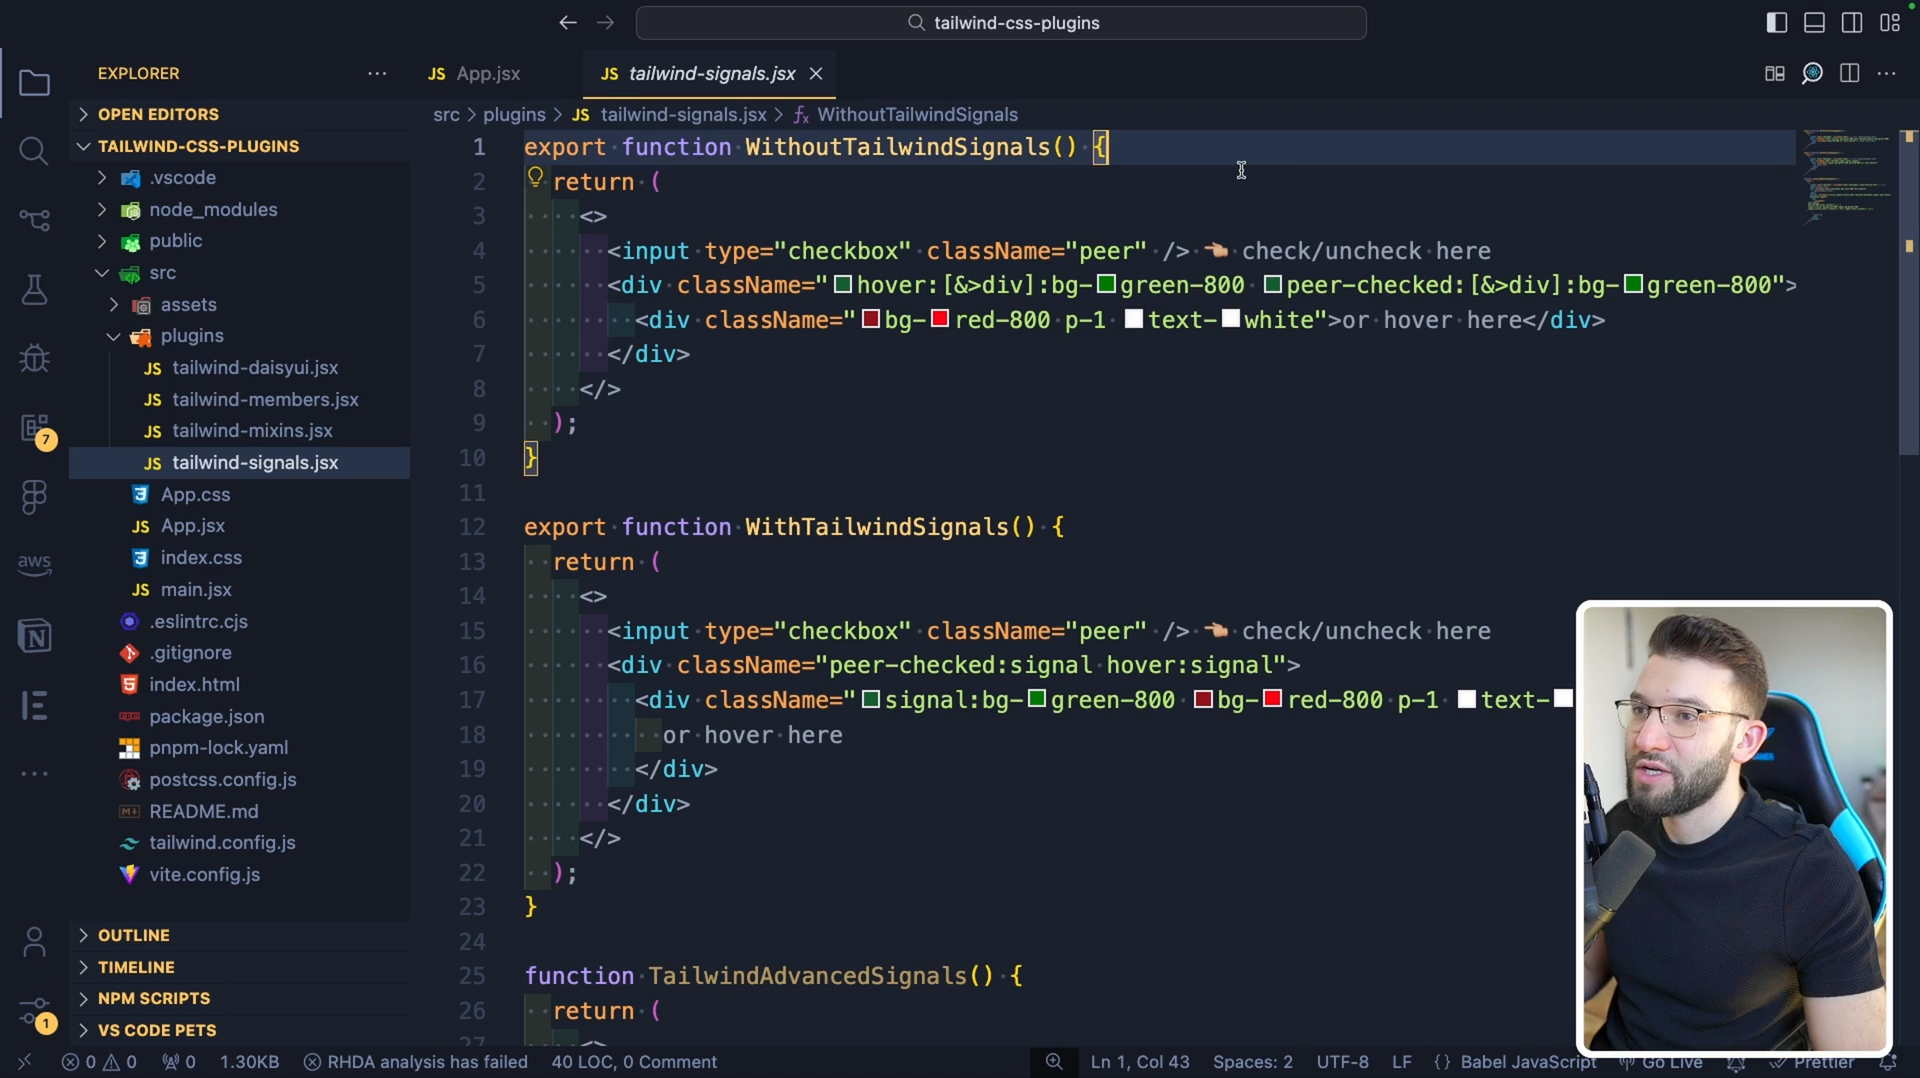 tailwind-css-plugins
EXPLORER
OPEN EDITORS
TAILWIND-CSS-PLUGINS
.vscode
node_modules
public
src
assets
plugins
JS tailwind-daisyui.jsx
JS tailwind-members.jsx
JS tailwind-mixins.jsx
JS tailwind-signals.jsx
App.css
JS App.jsx
index.css
JS main.jsx
.eslintrc.cjs
.gitignore
index.html
package.json
pnpm-lock.yaml
postcss.config.js
README.md
tailwind.config.js
vite.config.js
OUTLINE
TIMELINE
NPM SCRIPTS
VS CODE PETS
7
aws
1
JS App.jsx
JS tailwind-signals.jsx
src > plugins > JS tailwind-signals.jsx > WithoutTailwindSignals
1 export function WithoutTailwindSignals() {
2 return (
3 <>
4 <input type="checkbox" className="peer" /> 👈 check/uncheck here
5 <div className="hover:[&>div]:bg-green-800 peer-checked:[&>div]:bg-green-800">
6 <div className="bg-red-800 p-1 text-white">or hover here</div>
7 </div>
8 </>
9 );
10 }
11
12 export function WithTailwindSignals() {
13 return (
14 <>
15 <input type="checkbox" className="peer" /> 👈 check/uncheck here
16 <div className="peer-checked:signal hover:signal">
17 <div className="signal:bg-green-800 bg-red-800 p-1 text-
18 or hover here
19 </div>
20 </div>
21 </>
22 );
23 }
24
25 function TailwindAdvancedSignals() {
26 return (
27 <>
0 0 0 1.30KB RHDA analysis has failed 40 LOC, 0 Comment Ln 1, Col 43 Spaces: 2 UTF-8 LF {} Babel JavaScript Go Live Prettier